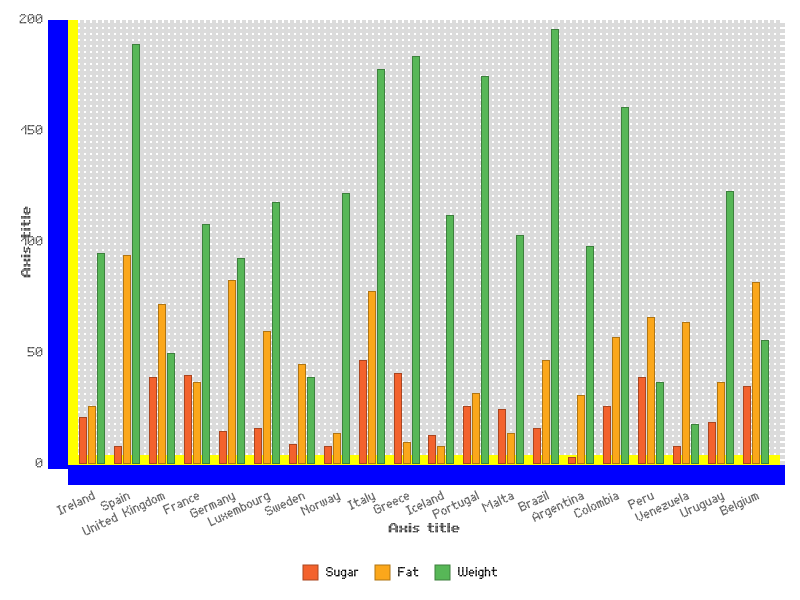 200
150
100
50
0
Axis title
Ireland
Spain
United Kingdom
France
Germany
Luxembourg
Sweden
Norway
Italy
Greece
Iceland
Portugal
Malta
Brazil
Argentina
Colombia
Peru
Venezuela
Uruguay
Belgium
Axis title
Sugar Fat Weight